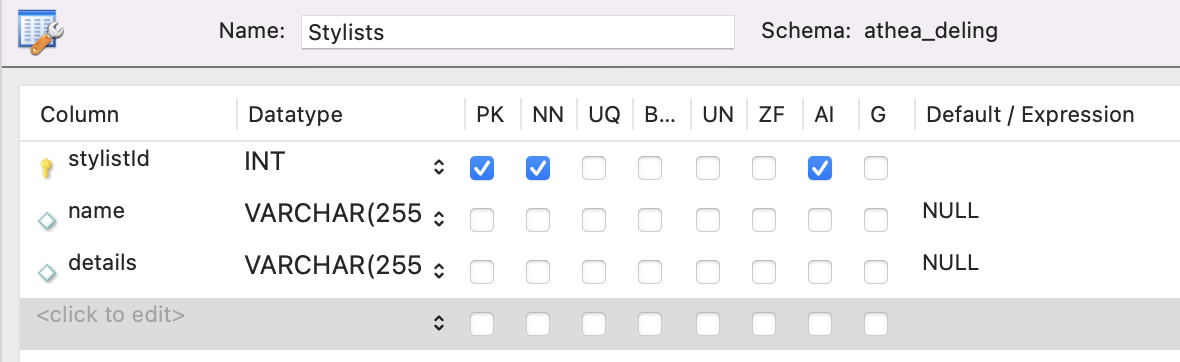 Name: Stylists Schema: athea_deling
Column Datatype PK NN UQ B... UN ZF AI G Default / Expression
stylistId INT
name VARCHAR(255 NULL
details VARCHAR(255 NULL
<click to edit>